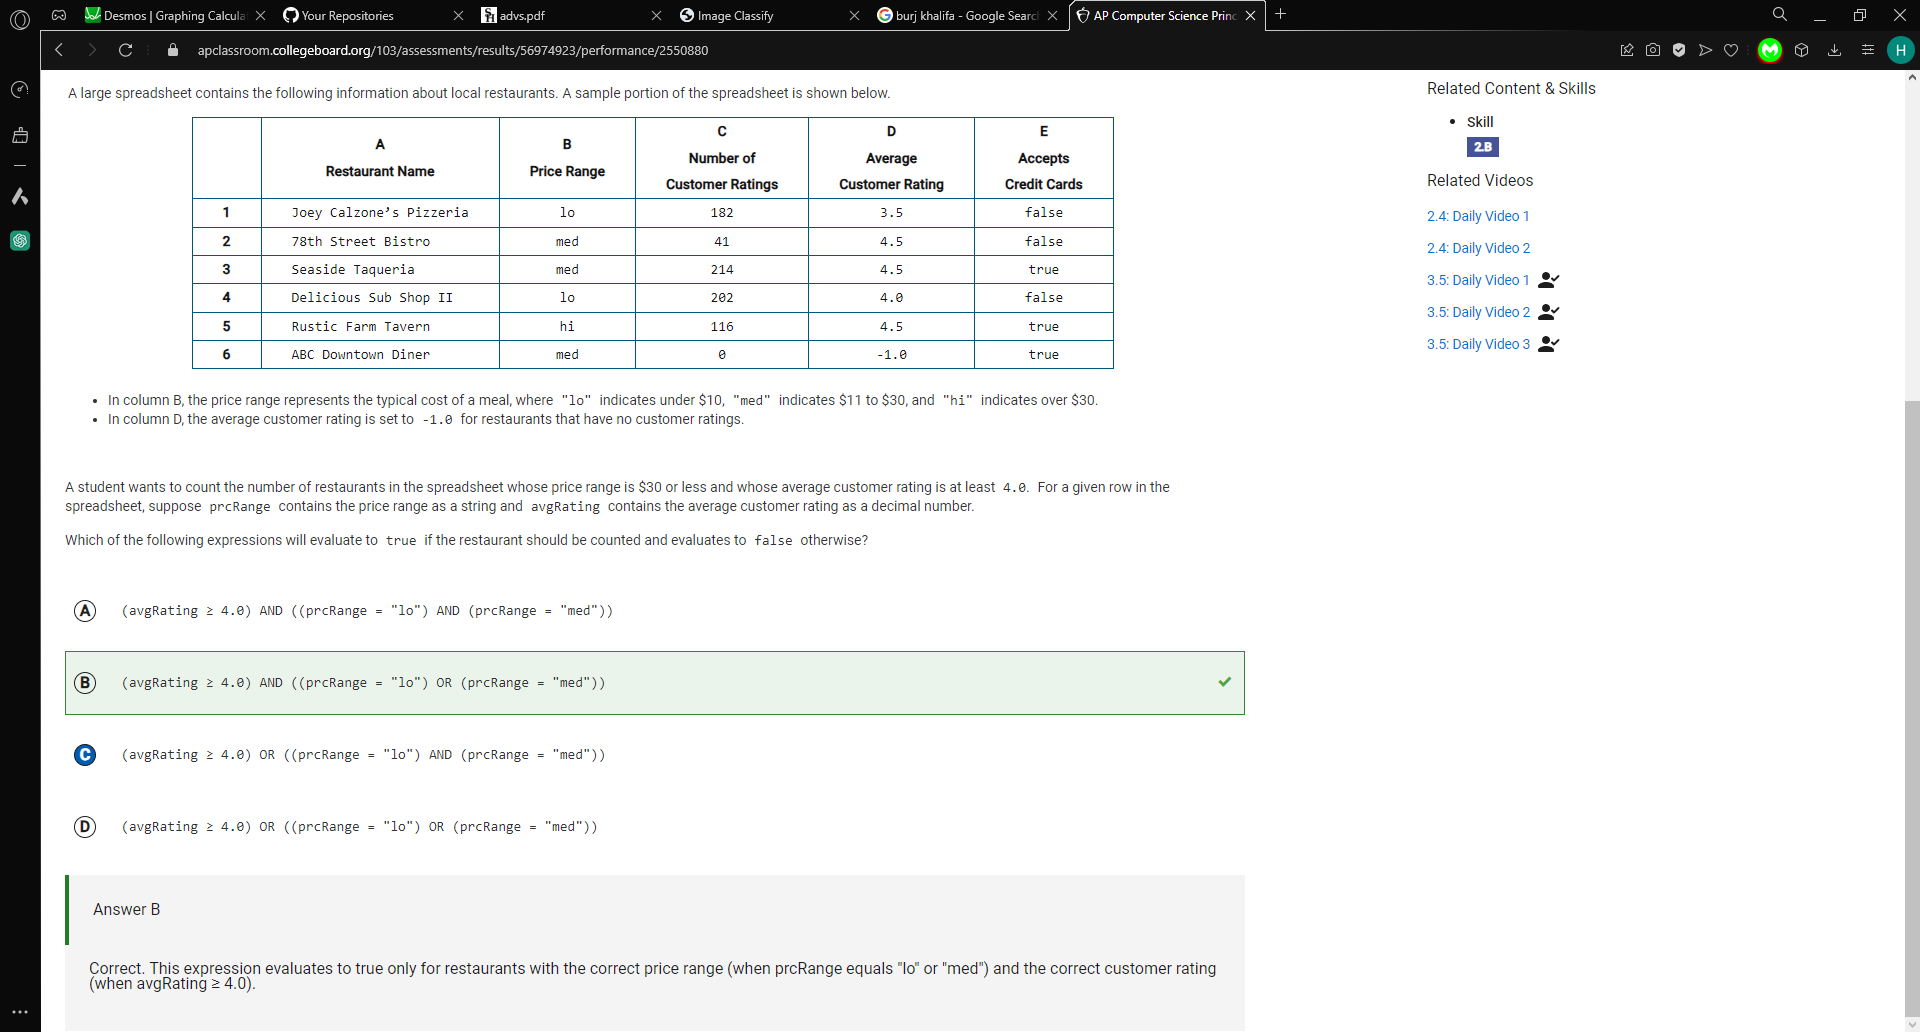 Desmos | Graphing Calcula
Your Repositories
advs.pdf
Image Classify
burj khalifa - Google Searc
AP Computer Science Princ
apclassroom.collegeboard.org/103/assessments/results/56974923/performance/2550880
H
A large spreadsheet contains the following information about local restaurants. A sample portion of the spreadsheet is shown below.
A Restaurant Name	B Price Range	C Number of Customer Ratings	D Average Customer Rating	E Accepts Credit Cards
1	Joey Calzone’s Pizzeria	lo	182	3.5	false
2	78th Street Bistro	med	41	4.5	false
3	Seaside Taqueria	med	214	4.5	true
4	Delicious Sub Shop II	lo	202	4.0	false
5	Rustic Farm Tavern	hi	116	4.5	true
6	ABC Downtown Diner	med	0	-1.0	true
• In column B, the price range represents the typical cost of a meal, where "lo" indicates under $10, "med" indicates $11 to $30, and "hi" indicates over $30.
• In column D, the average customer rating is set to -1.0 for restaurants that have no customer ratings.
A student wants to count the number of restaurants in the spreadsheet whose price range is $30 or less and whose average customer rating is at least 4.0. For a given row in the
spreadsheet, suppose prcRange contains the price range as a string and avgRating contains the average customer rating as a decimal number.
Which of the following expressions will evaluate to true if the restaurant should be counted and evaluates to false otherwise?
A (avgRating ≥ 4.0) AND ((prcRange = "lo") AND (prcRange = "med"))
B (avgRating ≥ 4.0) AND ((prcRange = "lo") OR (prcRange = "med"))
C (avgRating ≥ 4.0) OR ((prcRange = "lo") AND (prcRange = "med"))
D (avgRating ≥ 4.0) OR ((prcRange = "lo") OR (prcRange = "med"))
Answer B
Correct. This expression evaluates to true only for restaurants with the correct price range (when prcRange equals "lo" or "med") and the correct customer rating
(when avgRating ≥ 4.0).
Related Content & Skills
• Skill
2.B
Related Videos
2.4: Daily Video 1
2.4: Daily Video 2
3.5: Daily Video 1
3.5: Daily Video 2
3.5: Daily Video 3